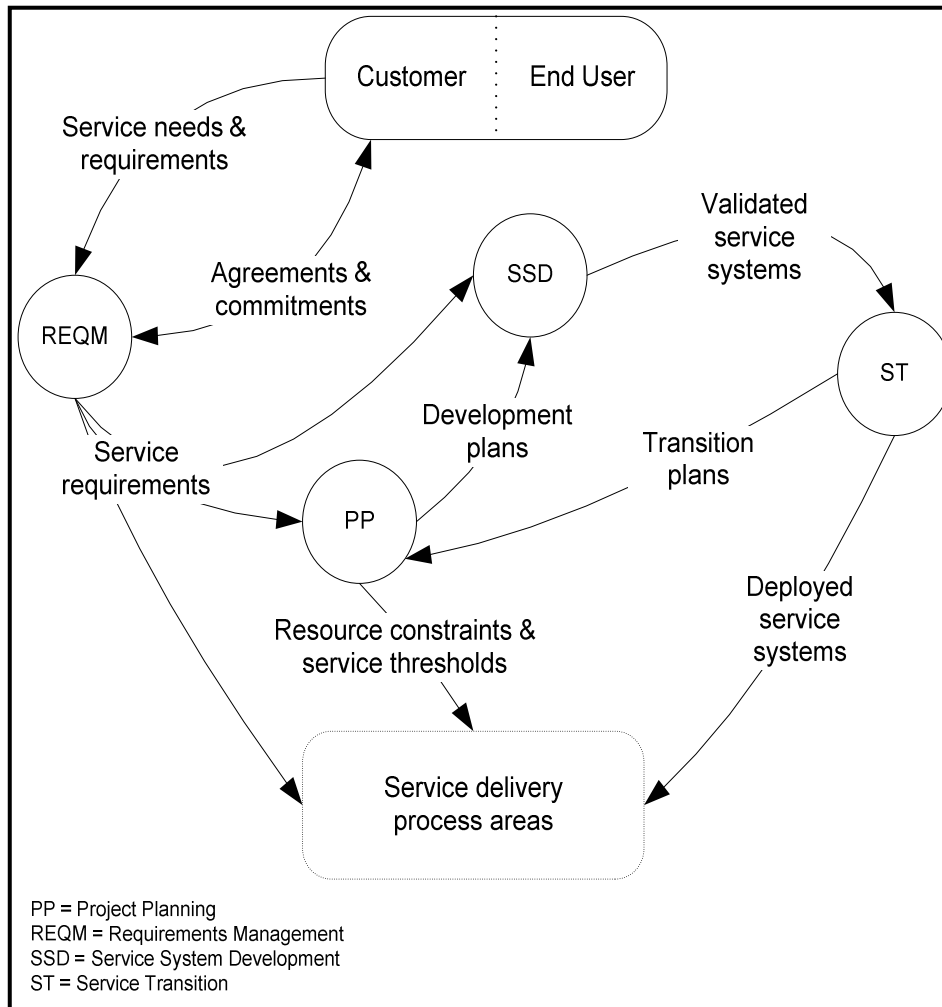 Customer
End User
Service needs &
requirements
Agreements &
commitments
Validated
service
systems
SSD
REQM
ST
Development
plans
Transition
plans
Service
requirements
PP
Deployed
service
systems
Resource constraints &
service thresholds
Service delivery
process areas
PP = Project Planning
REQM = Requirements Management
SSD = Service System Development
ST = Service Transition